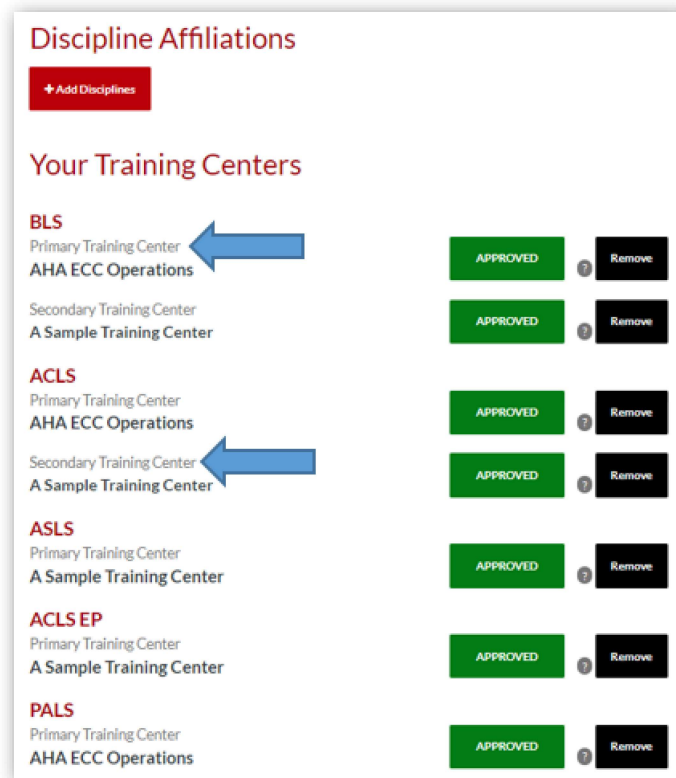 Discipline Affiliations
+ Add Disciplines
Your Training Centers
BLS
Primary Training Center
AHA ECC Operations
APPROVED
?
Remove
Secondary Training Center
A Sample Training Center
APPROVED
?
Remove
ACLS
Primary Training Center
AHA ECC Operations
APPROVED
?
Remove
Secondary Training Center
A Sample Training Center
APPROVED
?
Remove
ASLS
Primary Training Center
A Sample Training Center
APPROVED
?
Remove
ACLS EP
Primary Training Center
A Sample Training Center
APPROVED
?
Remove
PALS
Primary Training Center
AHA ECC Operations
APPROVED
?
Remove